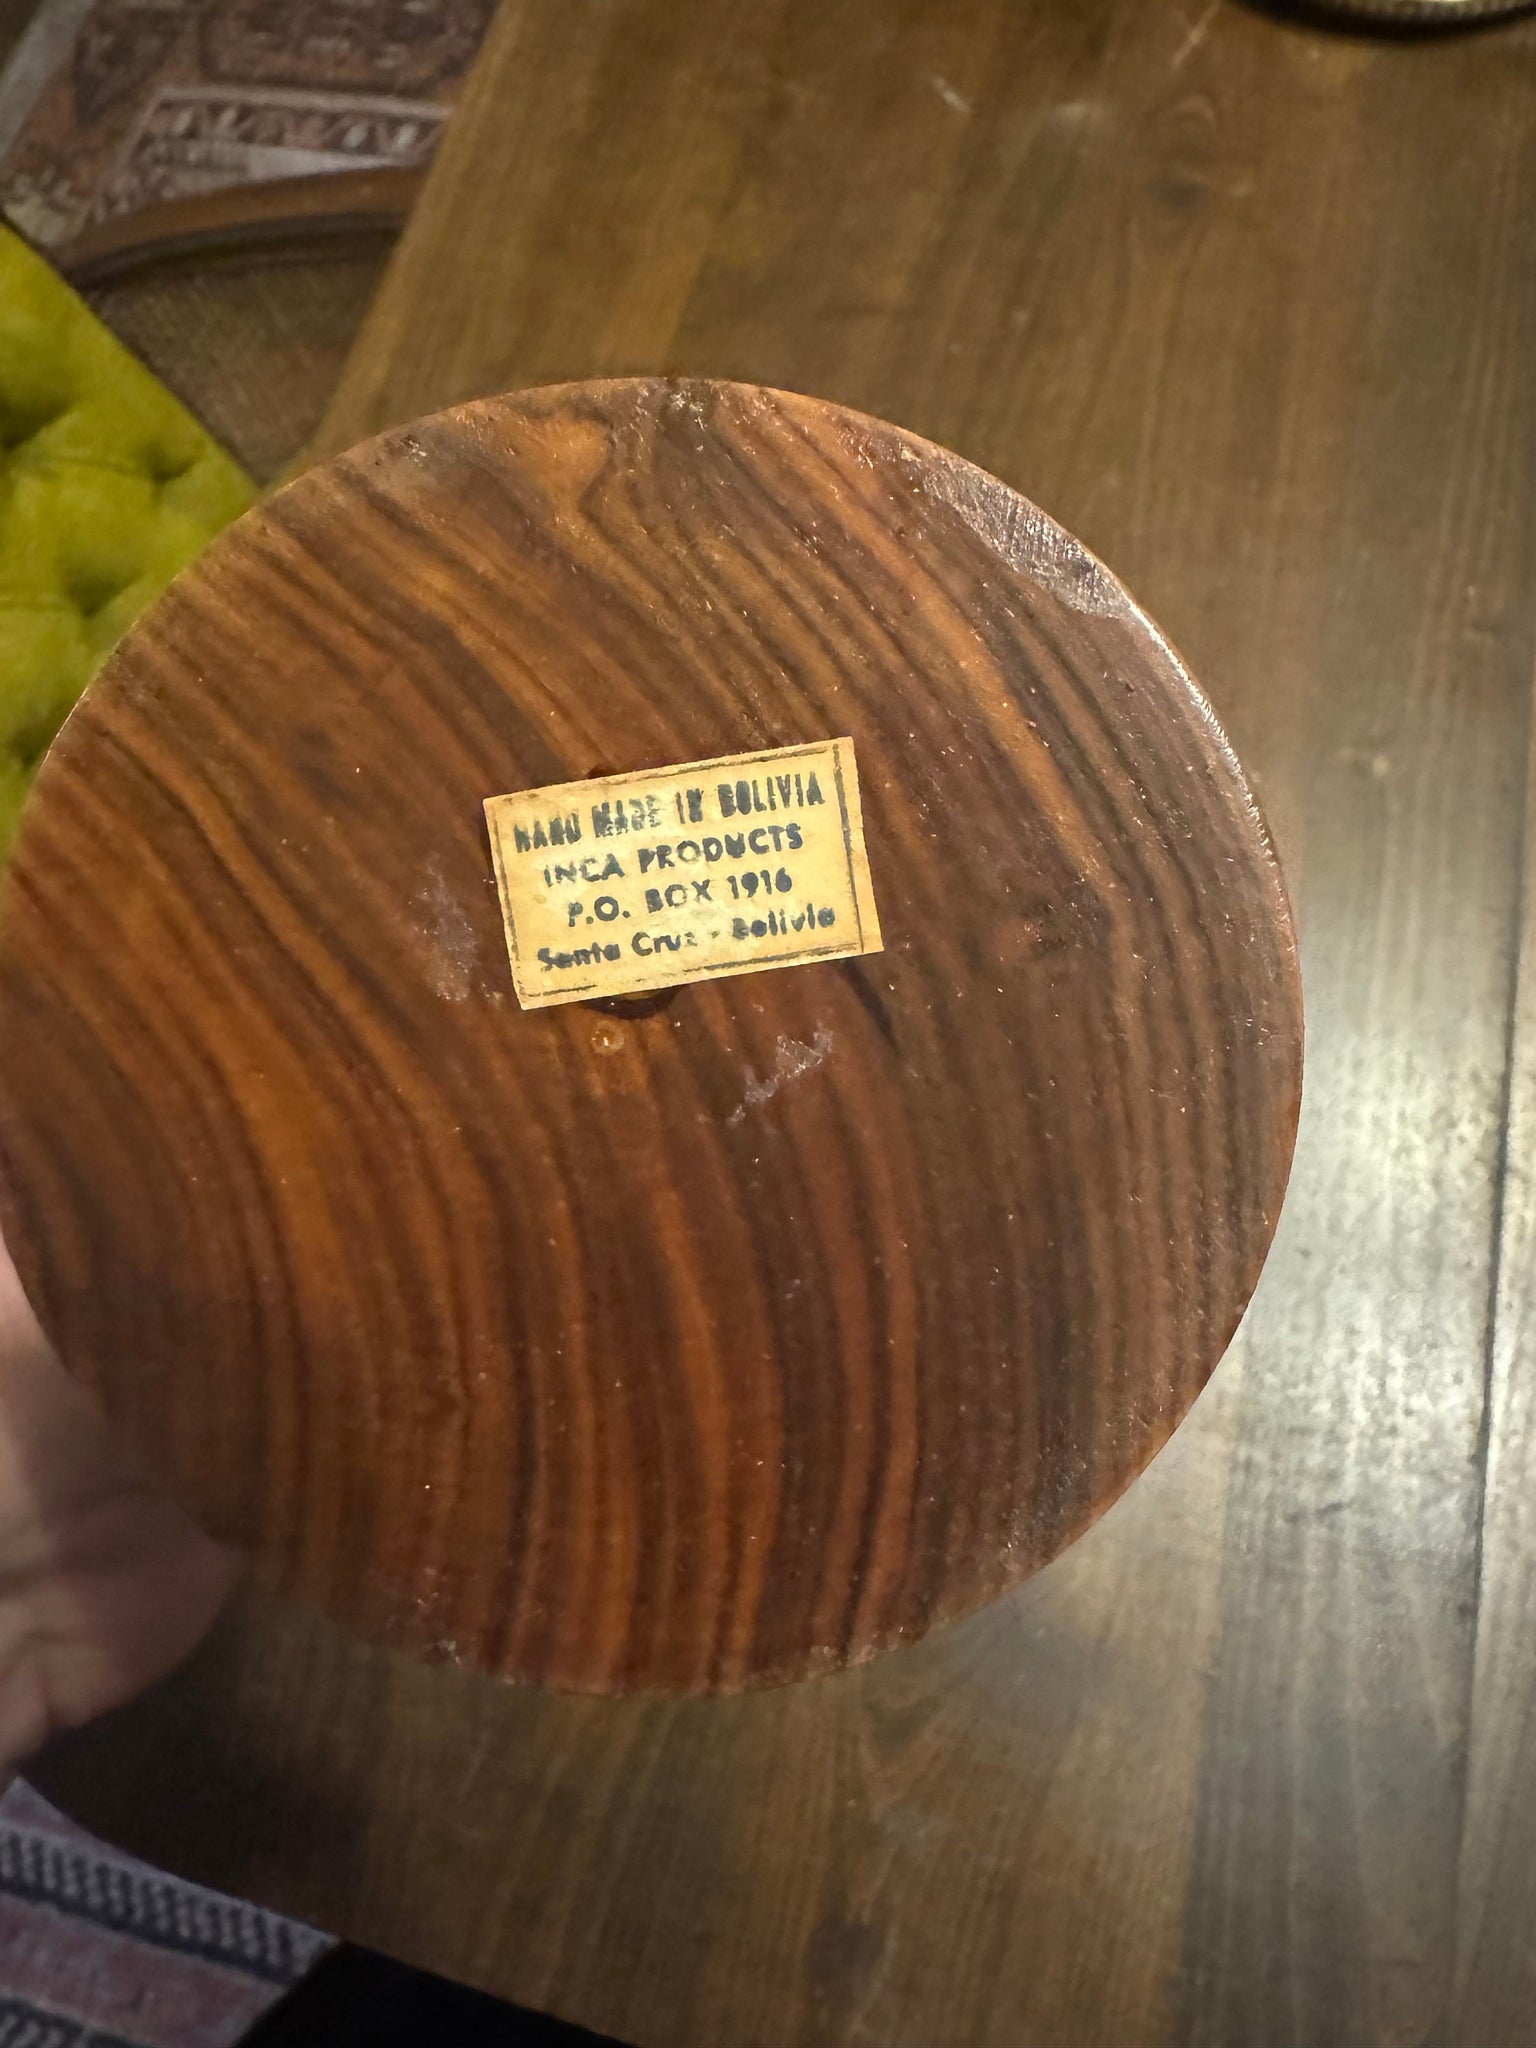 HAND MADE IN BOLIVIA
INCA PRODUCTS
P.O. BOX 1916
Santa Cruz - Bolivia